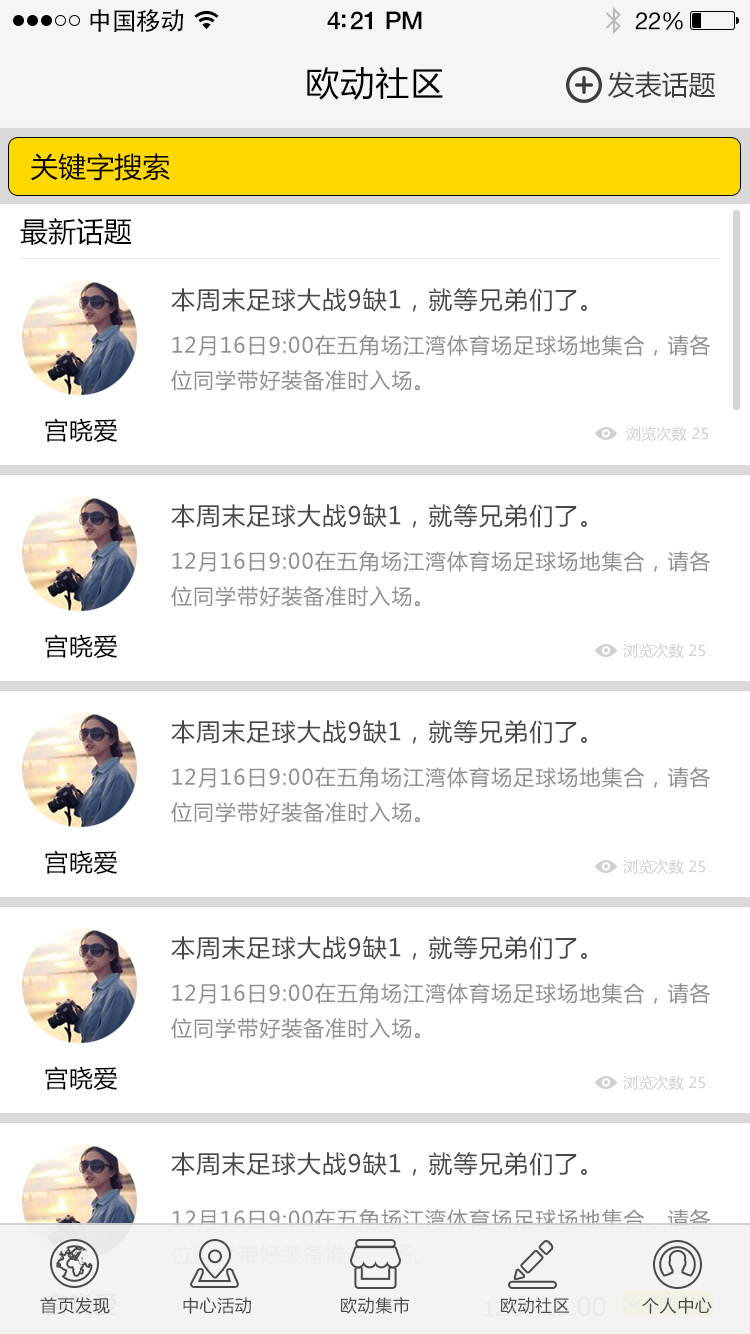 中国移动 4:21 PM 22%
欧动社区 发表话题
关键字搜索
最新话题
本周末足球大战9缺1，就等兄弟们了。
12月16日9:00在五角场江湾体育场足球场地集合，请各
位同学带好装备准时入场。
宫晓爱 浏览次数 25
本周末足球大战9缺1，就等兄弟们了。
12月16日9:00在五角场江湾体育场足球场地集合，请各
位同学带好装备准时入场。
宫晓爱 浏览次数 25
本周末足球大战9缺1，就等兄弟们了。
12月16日9:00在五角场江湾体育场足球场地集合，请各
位同学带好装备准时入场。
宫晓爱 浏览次数 25
本周末足球大战9缺1，就等兄弟们了。
12月16日9:00在五角场江湾体育场足球场地集合，请各
位同学带好装备准时入场。
宫晓爱 浏览次数 25
本周末足球大战9缺1，就等兄弟们了。
12月16日9:00在五角场江湾体育场足球场地集合，请各
位同学带好装备准时入场。
首页发现 中心活动 欧动集市 欧动社区 个人中心